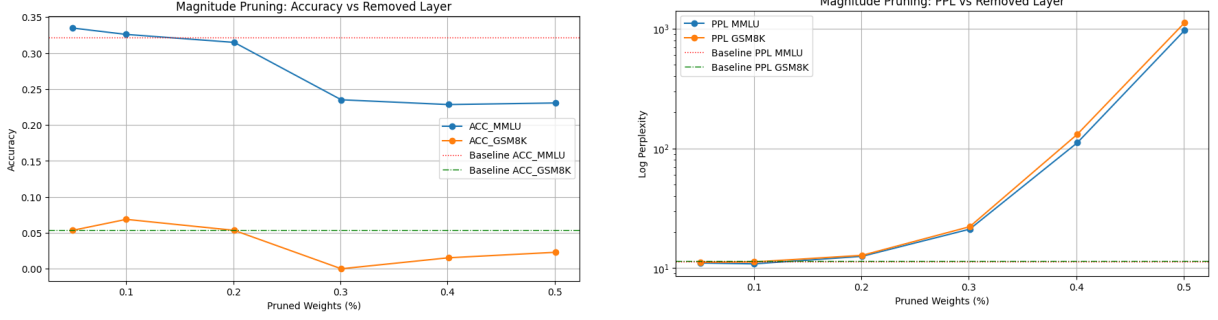 Magnitude Pruning: Accuracy vs Removed Layer
0.35
0.30
0.25
0.20
0.15
0.10
0.05
0.00
Accuracy
ACC_MMLU
ACC_GSM8K
Baseline ACC_MMLU
Baseline ACC_GSM8K
0.1 0.2 0.3 0.4 0.5
Pruned Weights (%)
Magnitude Pruning: PPL vs Removed Layer
PPL MMLU
PPL GSM8K
Baseline PPL MMLU
Baseline PPL GSM8K
10³
10²
10¹
Log Perplexity
0.1 0.2 0.3 0.4 0.5
Pruned Weights (%)